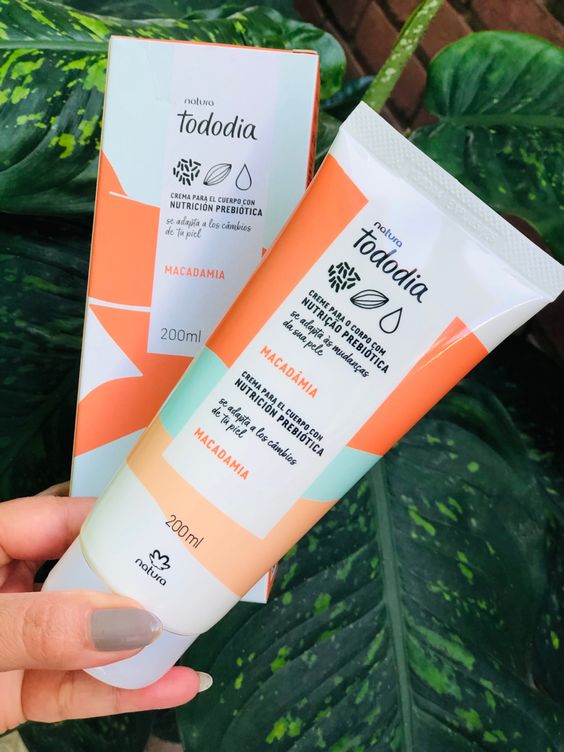 natura
tododia
CREMA PARA EL CUERPO CON
NUTRICIÓN PREBIÓTICA
se adapta a los cámbios
de tu piel
MACADAMIA
200ml
natura
tododia
CREME PARA O CORPO COM
NUTRIÇÃO PREBIÓTICA
se adapta às mudanças
da sua pele
MACADÂMIA
CREMA PARA EL CUERPO CON
NUTRICIÓN PREBIÓTICA
se adapta a los cámbios
de tu piel
MACADAMIA
200ml
natura